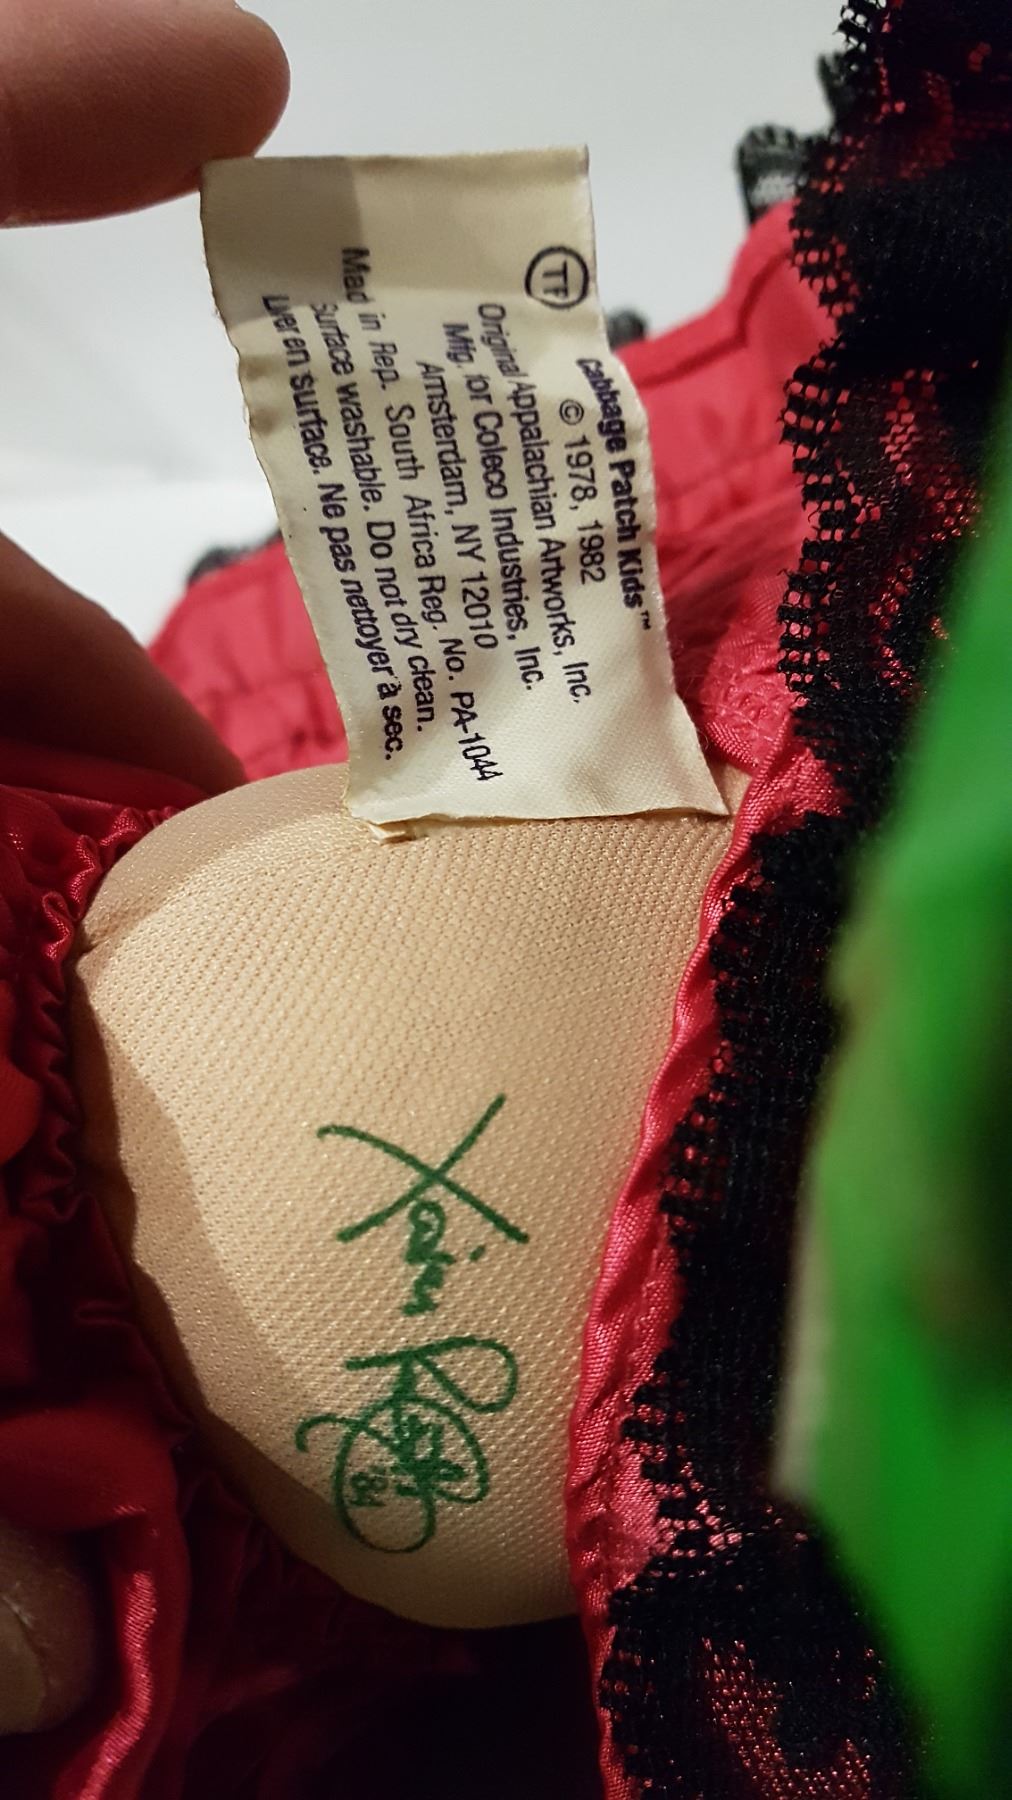 TF
Cabbage Patch Kids™
© 1978, 1982
Original Appalachian Artworks, Inc.
Mfg. for Coleco Industries, Inc.
Amsterdam, NY 12010
Mad in Rep. South Africa Reg. No. PA-1044
Surface washable. Do not dry clean.
en surface. Ne pas nettoyer à sec.
Xavier
84